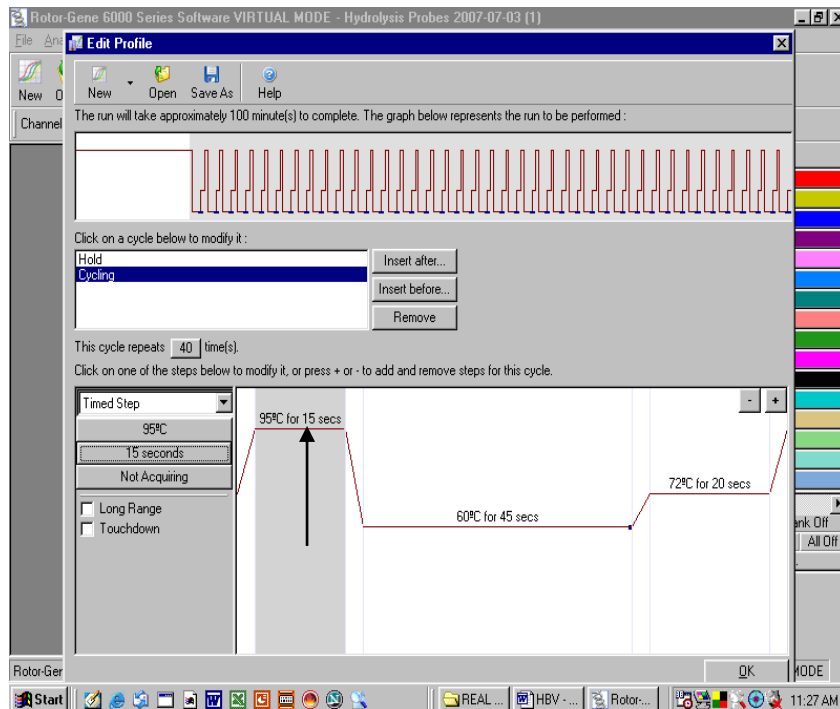 Rotor-Gene 6000 Series Software VIRTUAL MODE - Hydrolysis Probes 2007-07-03 (1)
File
Edit Profile
New
New
Open
Save As
Help
Channel
The run will take approximately 100 minute(s) to complete. The graph below represents the run to be performed :
Click on a cycle below to modify it :
Hold
Cycling
Insert after...
Insert before...
Remove
This cycle repeats 40 time(s).
Click on one of the steps below to modify it, or press + or - to add and remove steps for this cycle.
Timed Step
95ºC
15 seconds
Not Acquiring
Long Range
Touchdown
95ºC for 15 secs
60ºC for 45 secs
72ºC for 20 secs
- +
Off
All Off
OK
Rotor-Ger
MODE
Start
REAL ...
HBV - ...
Rotor-...
11:27 AM